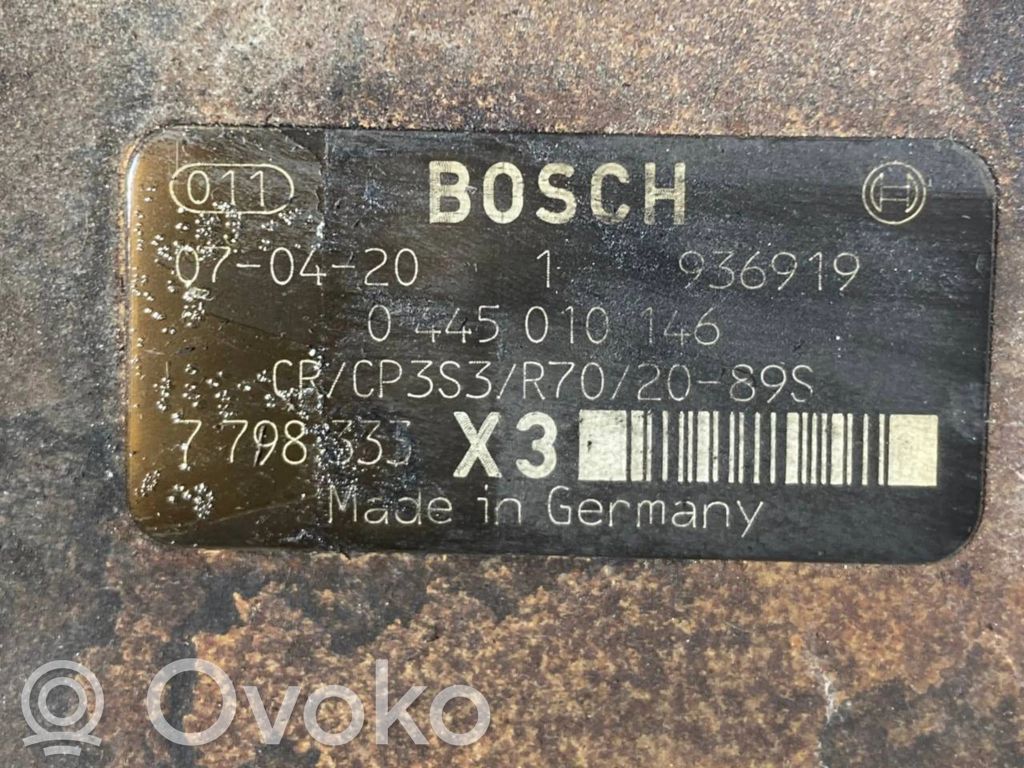 011 BOSCH
07-04-20 1 936919
0 445 010 146
CR/CP3S3/R70/20-89S
7 798 333 X3
Made in Germany
Ovoko